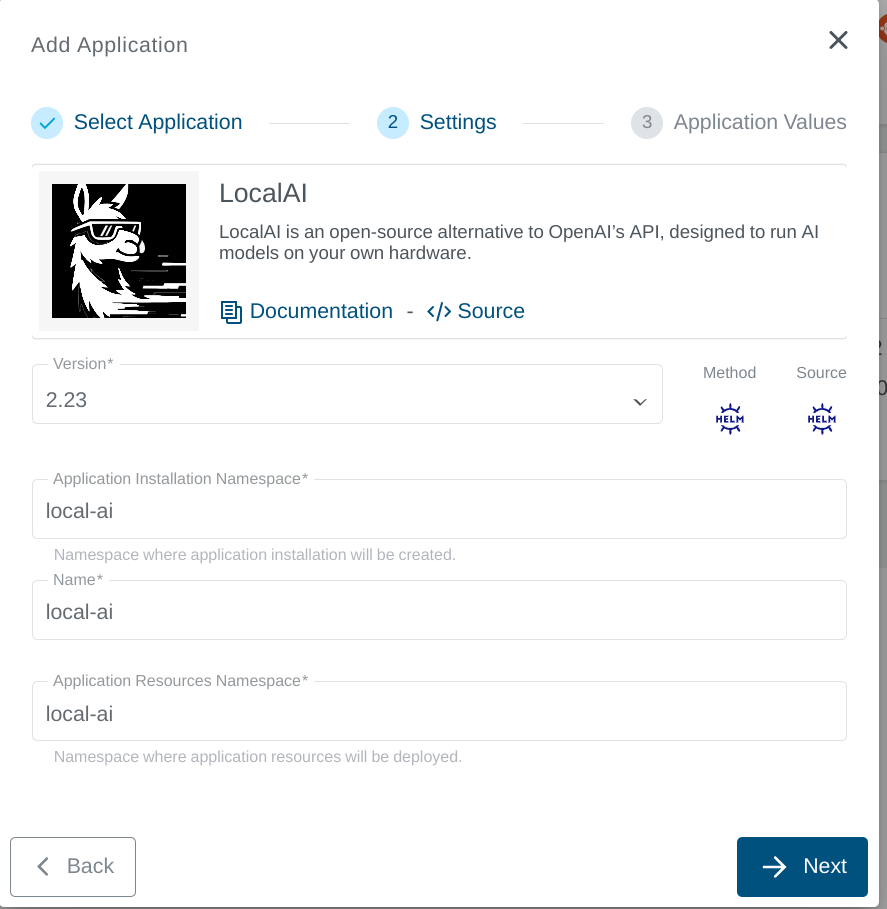 Add Application
Select Application
2 Settings
3 Application Values
LocalAI
LocalAI is an open-source alternative to OpenAI’s API, designed to run AI
models on your own hardware.
Documentation - </> Source
Version*
2.23
Method
Source
HELM
HELM
Application Installation Namespace*
local-ai
Namespace where application installation will be created.
Name*
local-ai
Application Resources Namespace*
local-ai
Namespace where application resources will be deployed.
Back
Next